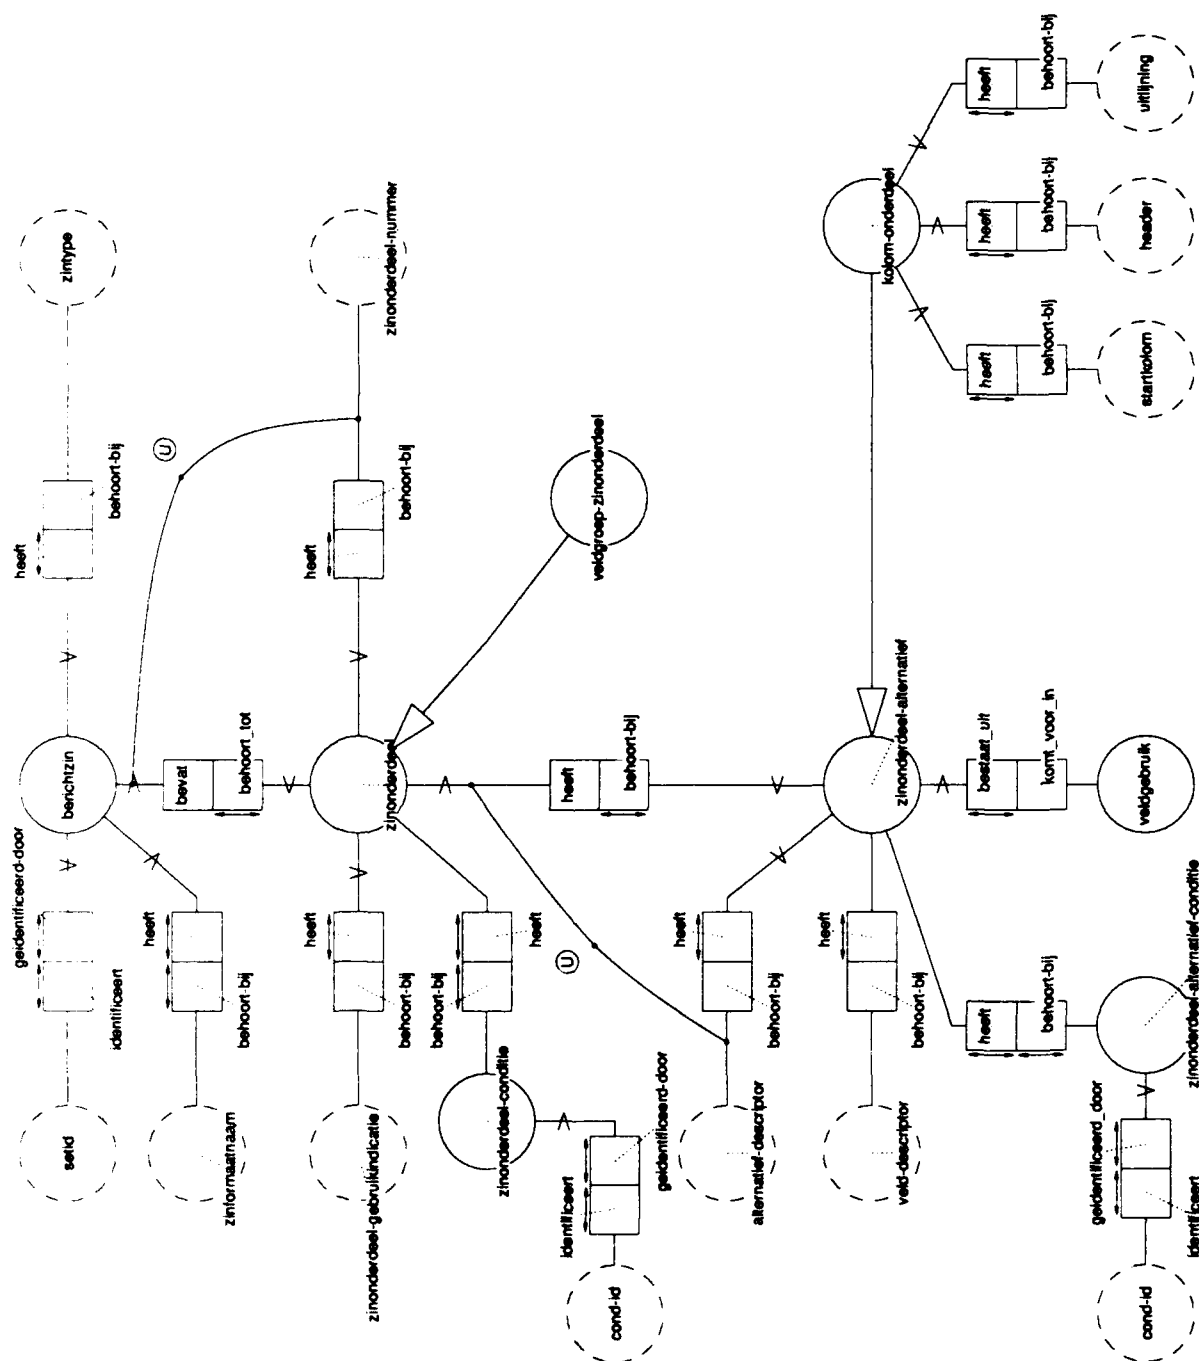 setid
identificeert
geidentificeerd-door
berichtzin
heeft
behoort-bij
zintype
zinformaatnaam
behoort-bij
heeft
bevat
behoort_tot
U
zinonderdeel-gebruikindicatie
behoort-bij
heeft
zinonderdeel
heeft
behoort-bij
zinonderdeel-nummer
zinonderdeel-conditie
behoort-bij
heeft
veldgroep-zinonderdeel
cond-id
identificeert
geidentificeerd-door
U
heeft
behoort-bij
alternatief-descriptor
behoort-bij
heeft
veld-descriptor
behoort-bij
heeft
zinonderdeel-alternatief
kolom-onderdeel
heeft
behoort-bij
zinonderdeel-alternatief-conditie
cond-id
identificeert
geidentificeerd_door
bestaat_uit
komt_voor_in
veldgebruik
heeft
behoort-bij
startkolom
heeft
behoort-bij
header
heeft
behoort-bij
uitlijning